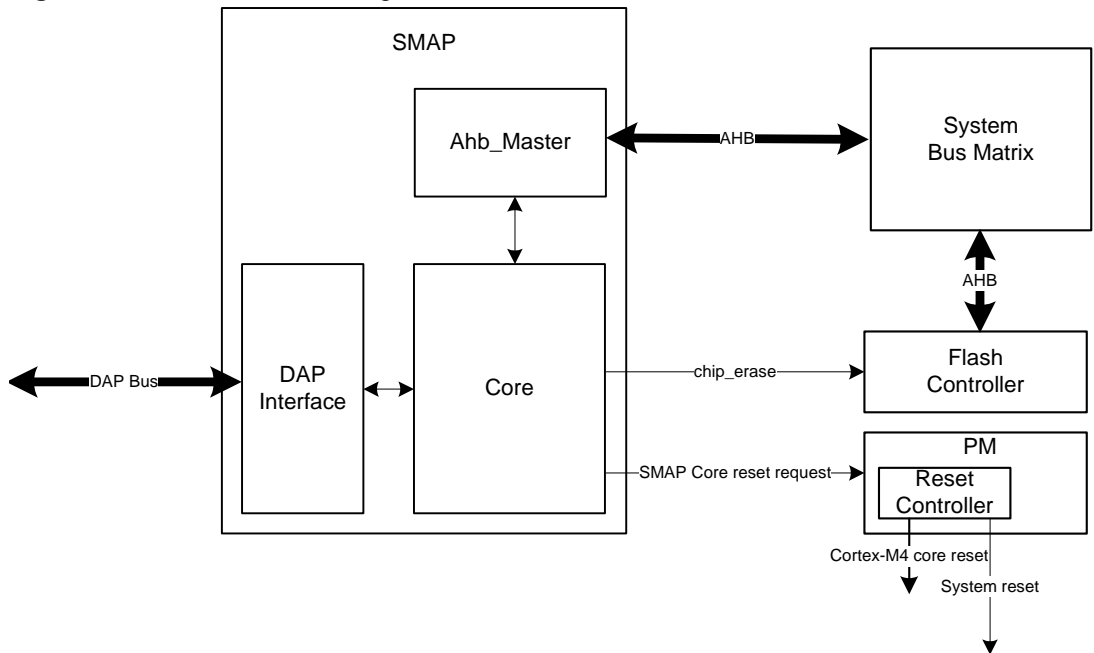 SMAP
Ahb_Master
AHB
System
Bus Matrix
AHB
DAP Bus
DAP
Interface
Core
chip_erase
Flash
Controller
SMAP Core reset request
PM
Reset
Controller
Cortex-M4 core reset
System reset